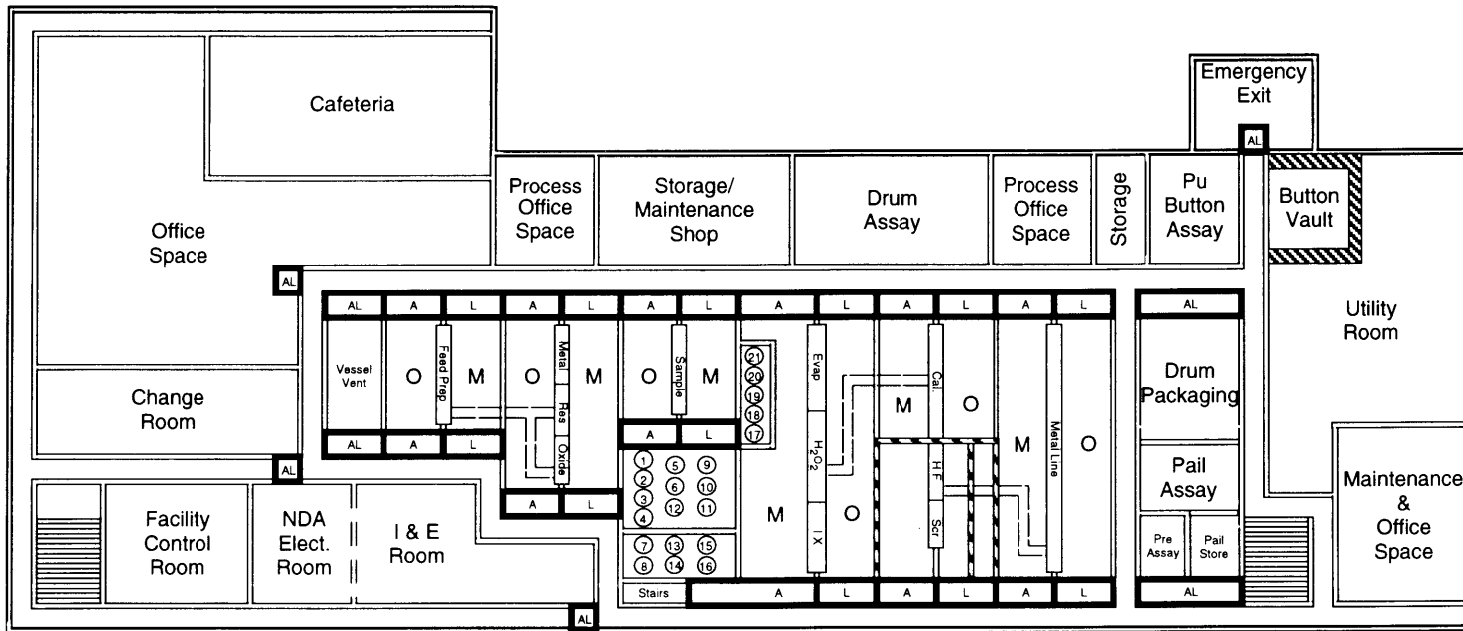 Emergency
Exit
Cafeteria
AL
Process
Office
Space
Storage/
Maintenance
Shop
Drum
Assay
Process
Office
Space
Storage
Pu
Button
Assay
Button
Vault
Office
Space
AL
AL A L A L A L A L A L A L
AL
Utility
Room
Vessel
Vent
O
Feed Prep
M
O
Metal
Res
Oxide
M
O
Sample
M
21
20
19
18
17
Evap
H₂O₂
I X
M
O
Cal.
M
O
H F
Scr
M
Metal Line
O
Drum
Packaging
Change
Room
AL A L
A L
A L
AL
1
2
3
4
5
6
12
9
10
11
7
8
13
14
15
16
Pail
Assay
Pre
Assay
Pail
Store
Maintenance
&
Office
Space
Facility
Control
Room
NDA
Elect.
Room
I & E
Room
Stairs
A L A L A L
AL
AL